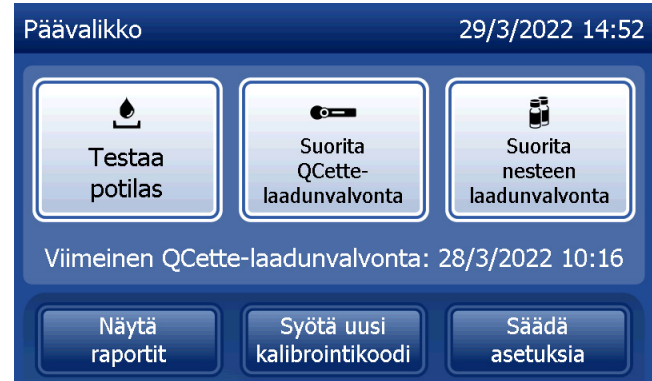 Päävalikko 29/3/2022 14:52
Testaa
potilas
Suorita
QCette-
laadunvalvonta
Suorita
nesteen
laadunvalvonta
Viimeinen QCette-laadunvalvonta: 28/3/2022 10:16
Näytä
raportit
Syötä uusi
kalibrointikoodi
Säädä
asetuksia